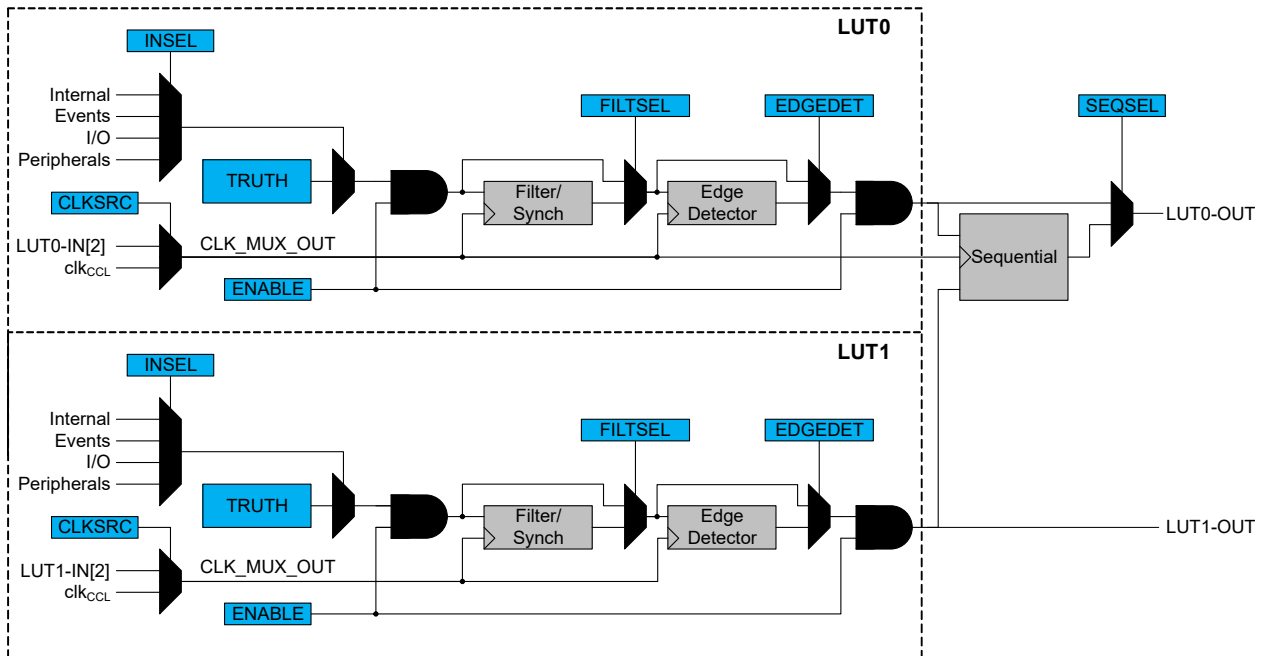 LUT0
INSEL
Internal
Events
I/O
Peripherals
FILTSEL
EDGEDET
SEQSEL
TRUTH
Filter/
Synch
Edge
Detector
CLKSRC
LUT0-IN[2]
clkCCL
CLK_MUX_OUT
ENABLE
Sequential
LUT0-OUT
LUT1
INSEL
Internal
Events
I/O
Peripherals
FILTSEL
EDGEDET
TRUTH
Filter/
Synch
Edge
Detector
CLKSRC
LUT1-IN[2]
clkCCL
CLK_MUX_OUT
ENABLE
LUT1-OUT